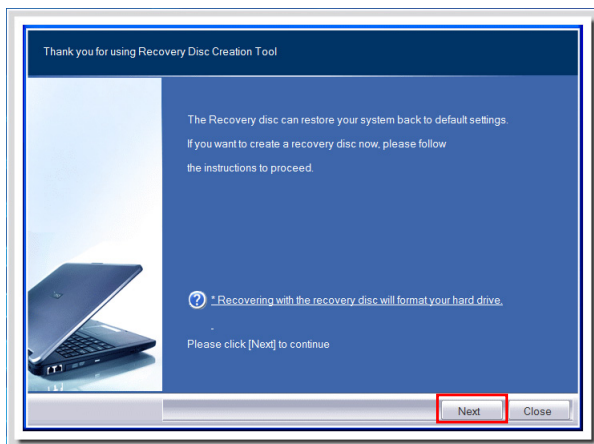 Thank you for using Recovery Disc Creation Tool
The Recovery disc can restore your system back to default settings.
If you want to create a recovery disc now, please follow
the instructions to proceed.
* Recovering with the recovery disc will format your hard drive.
.
Please click [Next] to continue
Next Close